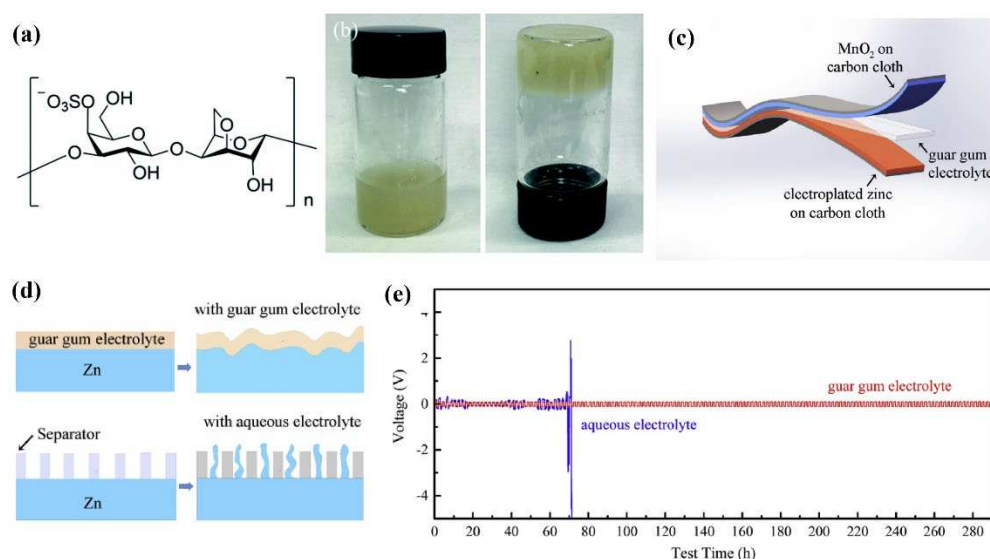 (a)
⁻O₃SO
OH
O
O
OH
O
O
O
OH
n
(b)
(c)
MnO₂ on
carbon cloth
guar gum
electrolyte
electroplated zinc
on carbon cloth
(d)
with guar gum electrolyte
guar gum electrolyte
Zn
with aqueous electrolyte
Separator
Zn
(e)
Voltage (V)
2
0
-2
-4
guar gum electrolyte
aqueous electrolyte
0 20 40 60 80 100 120 140 160 180 200 220 240 260 280
Test Time (h)